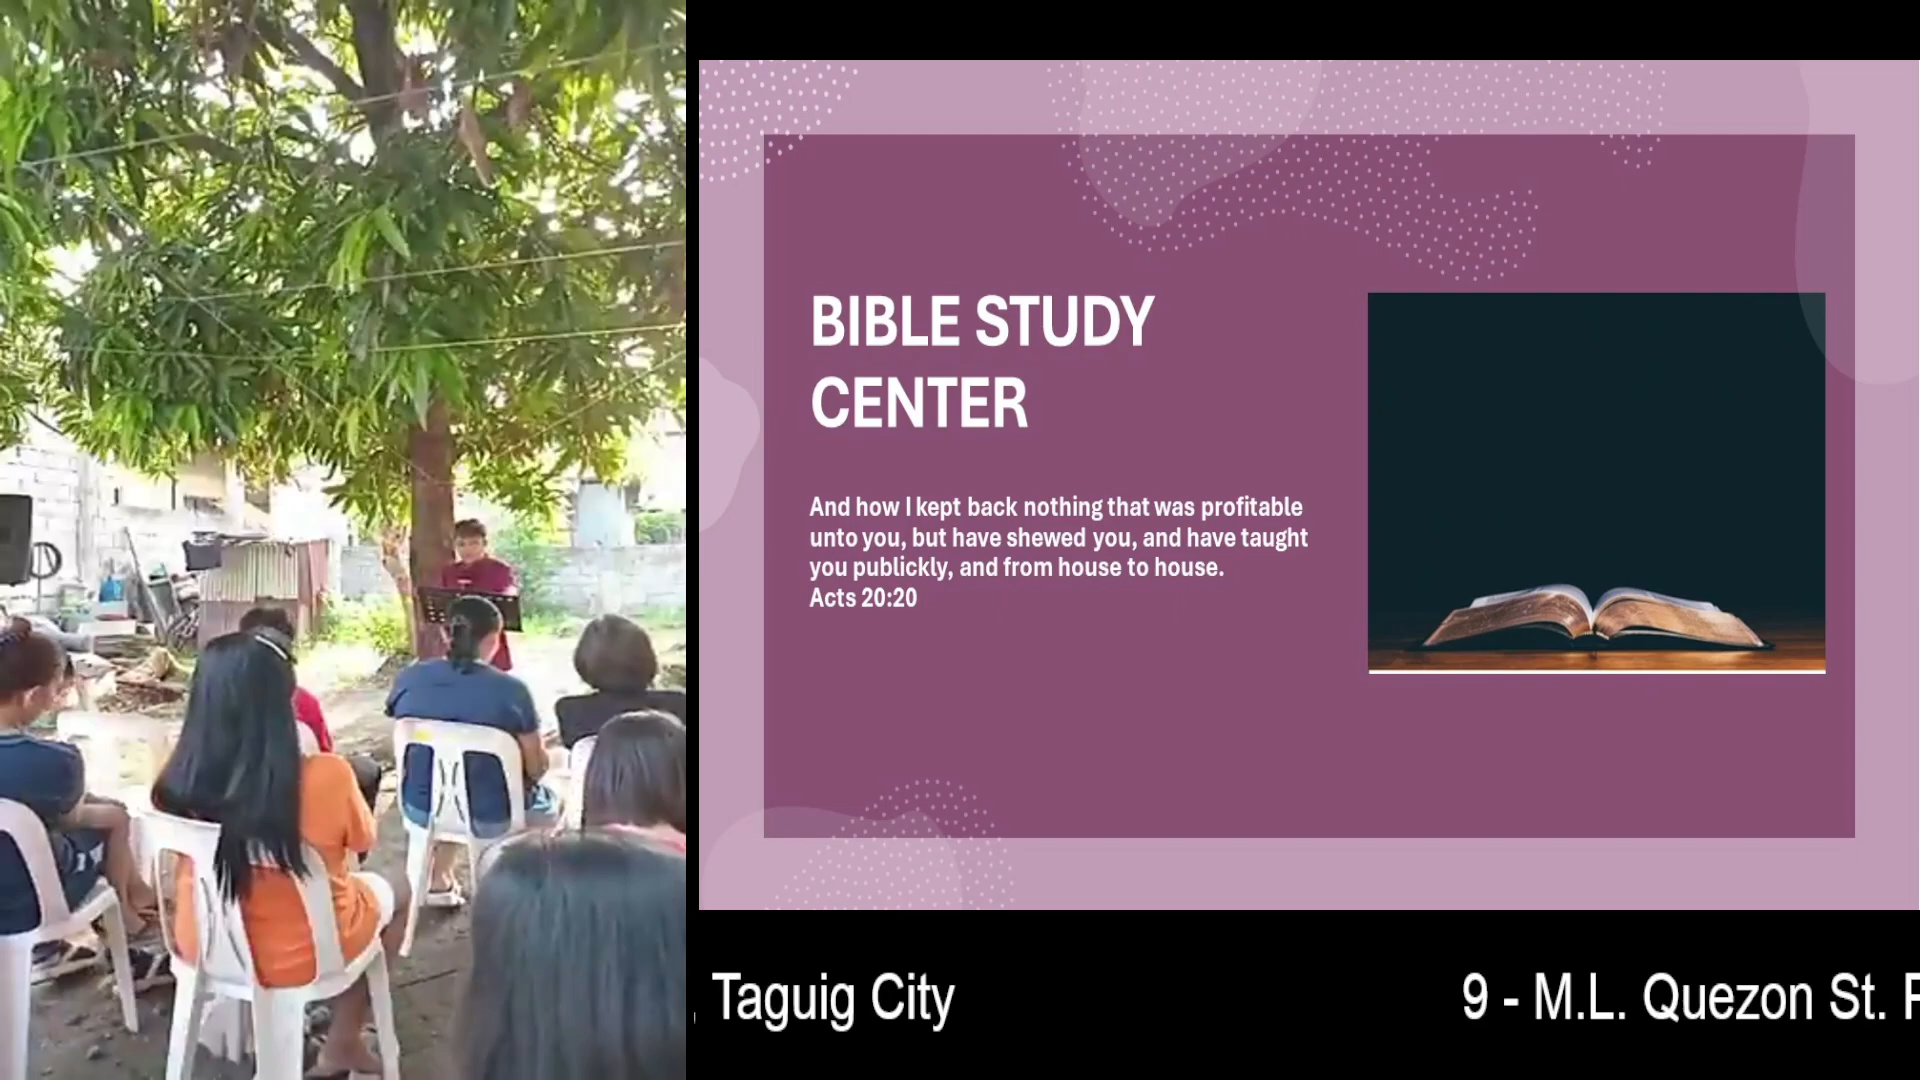 BIBLE STUDY
CENTER
And how I kept back nothing that was profitable
unto you, but have shewed you, and have taught
you publickly, and from house to house.
Acts 20:20
, Taguig City
9 - M.L. Quezon St.